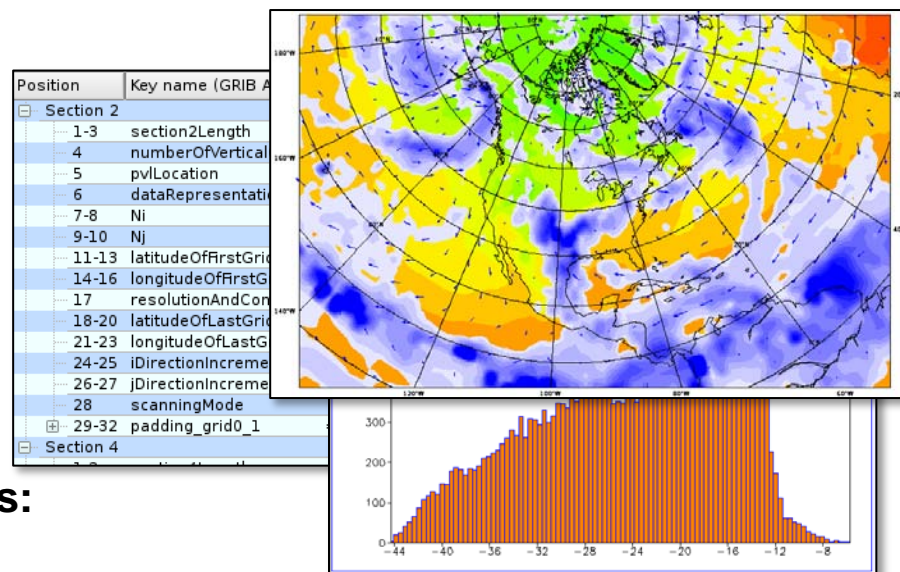 Position Key name (GRIB A
Section 2
1-3 section2Length
4 numberOfVertical
5 pvlLocation
6 dataRepresentati
7-8 Ni
9-10 Nj
11-13 latitudeOfFirstGrid
14-16 longitudeOfFirstG
17 resolutionAndCon
18-20 latitudeOfLastGrid
21-23 longitudeOfLastG
24-25 iDirectionIncreme
26-27 jDirectionIncreme
28 scanningMode
29-32 padding_grid0_1
Section 4
s:
180°W
160°W
140°W
120°W 100°W 80°W 60°W
300
200
100
0
-44 -40 -36 -32 -28 -24 -20 -16 -12 -8